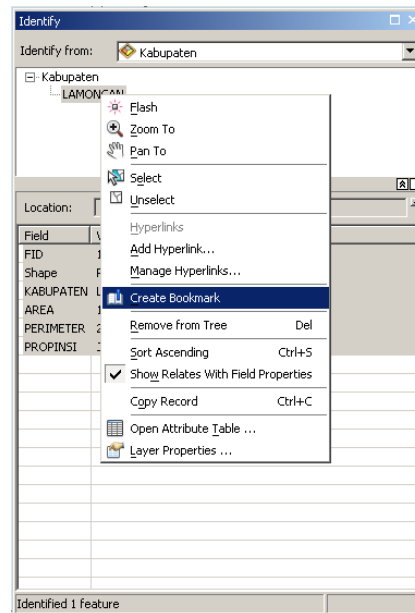 Identify
Identify from: Kabupaten
Kabupaten
LAMONGAN
Flash
Zoom To
Pan To
Select
Unselect
Hyperlinks
Add Hyperlink...
Manage Hyperlinks...
Create Bookmark
Remove from Tree Del
Sort Ascending Ctrl+S
Show Relates With Field Properties
Copy Record Ctrl+C
Open Attribute Table ...
Layer Properties ...
Location:
Field
FID
Shape
KABUPATEN
AREA
PERIMETER
PROPINSI
Identified 1 feature